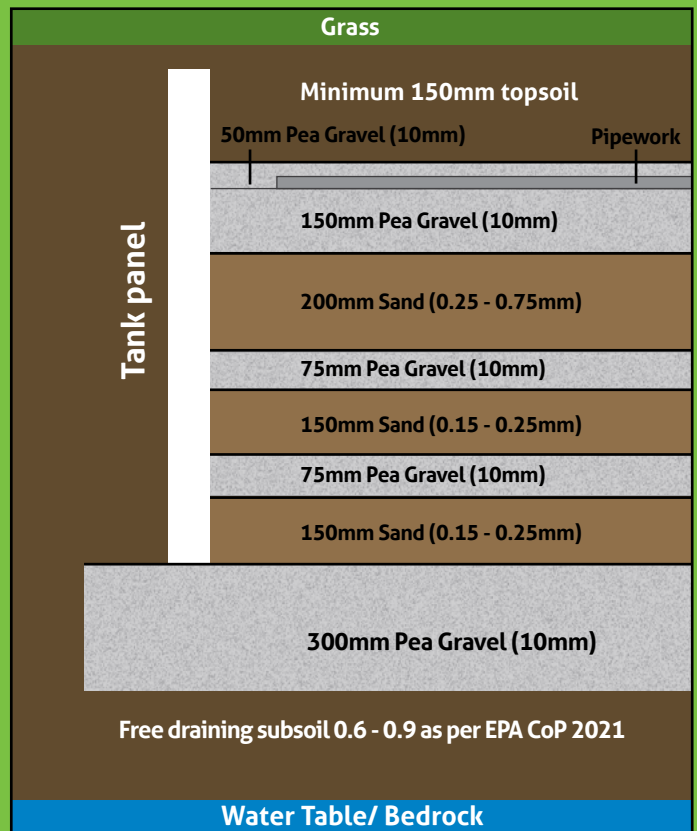 Grass
Minimum 150mm topsoil
50mm Pea Gravel (10mm)
Pipework
150mm Pea Gravel (10mm)
Tank panel
200mm Sand (0.25 - 0.75mm)
75mm Pea Gravel (10mm)
150mm Sand (0.15 - 0.25mm)
75mm Pea Gravel (10mm)
150mm Sand (0.15 - 0.25mm)
300mm Pea Gravel (10mm)
Free draining subsoil 0.6 - 0.9 as per EPA CoP 2021
Water Table/ Bedrock